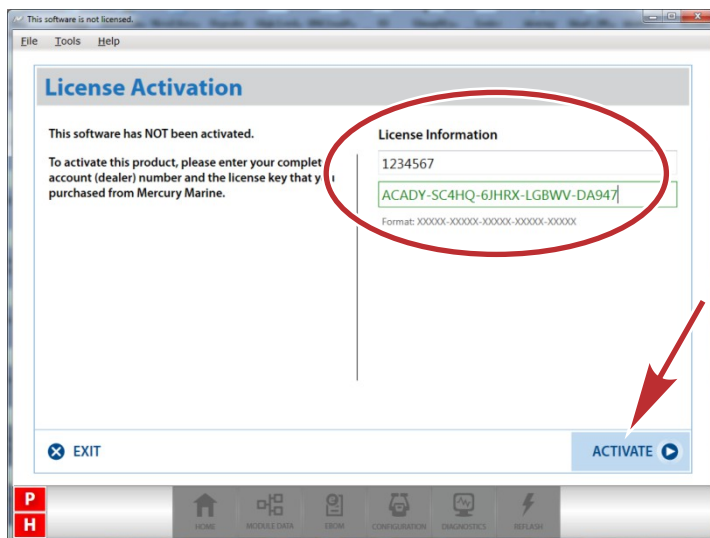 This software is not licensed.
File Tools Help
License Activation
This software has NOT been activated.
To activate this product, please enter your complet
account (dealer) number and the license key that y
purchased from Mercury Marine.
License Information
1234567
ACADY-SC4HQ-6JHRX-LGBWV-DA947
Format: XXXXX-XXXXX-XXXXX-XXXXX-XXXXX
EXIT
ACTIVATE
P
H
HOME MODULE DATA EROM CONFIGURATION DIAGNOSTICS REFLASH